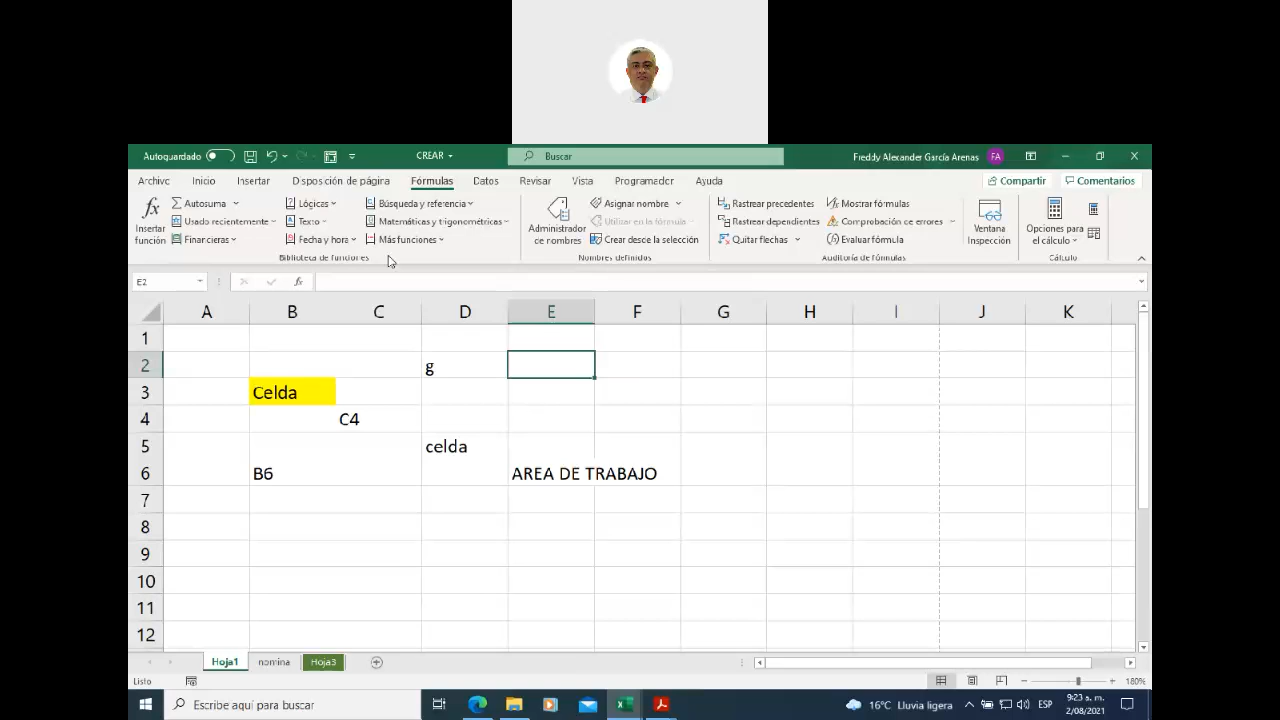 Autoguardado CREAR Buscar Freddy Alexander García Arenas FA
Archivo Inicio Insertar Disposición de página Fórmulas Datos Revisar Vista Programador Ayuda Compartir Comentarios
fx Insertar función
Autosuma
Usado recientemente
Financieras
Lógicas
Texto
Fecha y hora
Búsqueda y referencia
Matemáticas y trigonométricas
Más funciones
Biblioteca de funciones
Administrador de nombres
Asignar nombre
Utilizar en la fórmula
Crear desde la selección
Nombres definidos
Rastrear precedentes
Rastrear dependientes
Quitar flechas
Mostrar fórmulas
Comprobación de errores
Evaluar fórmula
Auditoría de fórmulas
Ventana Inspección
Opciones para el cálculo
Cálculo
E2 fx
A B C D E F G H I J K
1
2 g
3 Celda
4 C4
5 celda
6 B6 AREA DE TRABAJO
7
8
9
10
11
12
Hoja1 nomina Hoja3
Listo 180%
Escribe aquí para buscar 16°C Lluvia ligera ESP 9:23 a. m.
2/08/2021